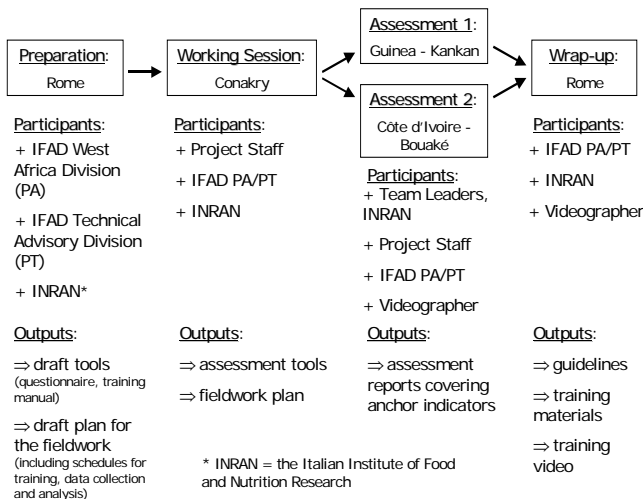 Preparation:
Rome
Working Session:
Conakry
Assessment 1:
Guinea - Kankan
Assessment 2:
Côte d'Ivoire -
Bouaké
Wrap-up:
Rome
Participants:
+ IFAD West
Africa Division
(PA)
+ IFAD Technical
Advisory Division
(PT)
+ INRAN*
Participants:
+ Project Staff
+ IFAD PA/PT
+ INRAN
Participants:
+ Team Leaders,
INRAN
+ Project Staff
+ IFAD PA/PT
+ Videographer
Participants:
+ IFAD PA/PT
+ INRAN
+ Videographer
Outputs:
⇒ draft tools
(questionnaire, training
manual)
⇒ draft plan for
the fieldwork
(including schedules for
training, data collection
and analysis)
Outputs:
⇒ assessment tools
⇒ fieldwork plan
Outputs:
⇒ assessment
reports covering
anchor indicators
Outputs:
⇒ guidelines
⇒ training
materials
⇒ training
video
* INRAN = the Italian Institute of Food
and Nutrition Research